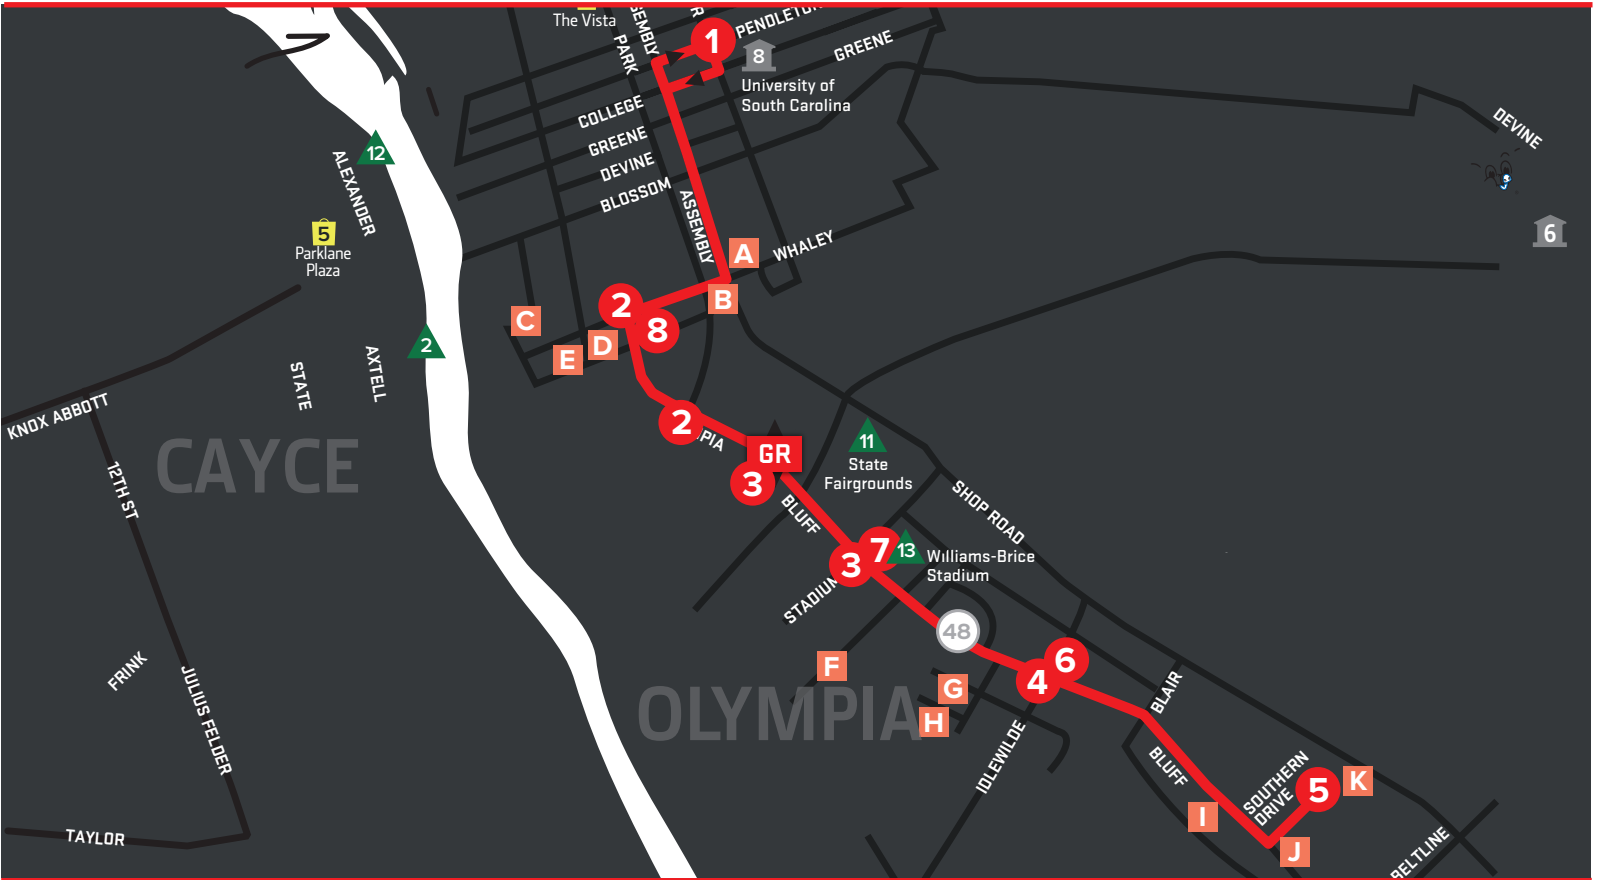 The Vista
SEMBLY
PARK
R
1
PENDLETON
GREENE
8
University of
South Carolina
COLLEGE
GREENE
DEVINE
BLOSSOM
DEVINE
12
ALEXANDER
5
Parklane
Plaza
ASSEMBLY
A
WHALEY
6
B
2
8
C
D
E
2
STATE
AXTELL
KNOX ABBOTT
CAYCE
2
PIA
GR
3
11
State
Fairgrounds
12TH ST
BLUFF
SHOP ROAD
3
7
13
Williams-Brice
Stadium
STADIUM
48
F
G
H
4
6
OLYMPIA
FRINK
JULIUS FELDER
IDLEWILDE
BLAIR
BLUFF
SOUTHERN
DRIVE
5
K
I
J
TAYLOR
BELTLINE